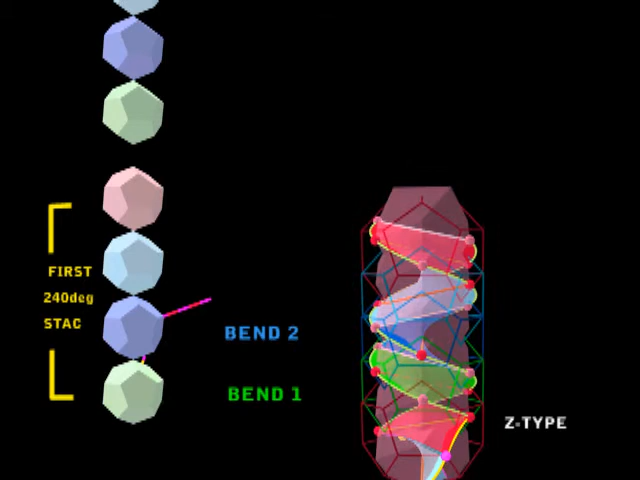 FIRST
240deg
STAC
BEND 2
BEND 1
Z-TYPE